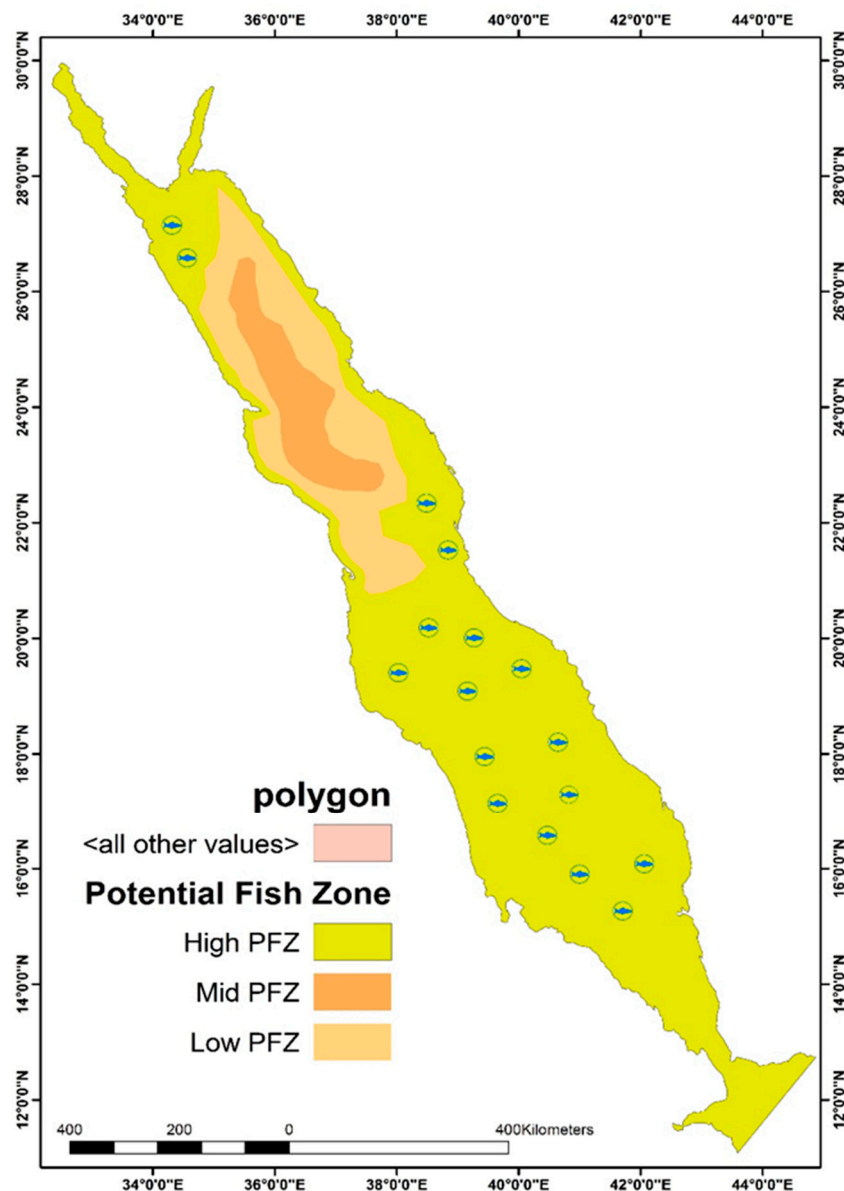 34°0'0"E 36°0'0"E 38°0'0"E 40°0'0"E 42°0'0"E 44°0'0"E
30°0'0"N 30°0'0"N
28°0'0"N 28°0'0"N
26°0'0"N 26°0'0"N
24°0'0"N 24°0'0"N
22°0'0"N 22°0'0"N
20°0'0"N 20°0'0"N
18°0'0"N 18°0'0"N
polygon
<all other values>
16°0'0"N 16°0'0"N
Potential Fish Zone
High PFZ
14°0'0"N 14°0'0"N
Mid PFZ
Low PFZ
12°0'0"N 12°0'0"N
400 200 0 400Kilometers
34°0'0"E 36°0'0"E 38°0'0"E 40°0'0"E 42°0'0"E 44°0'0"E